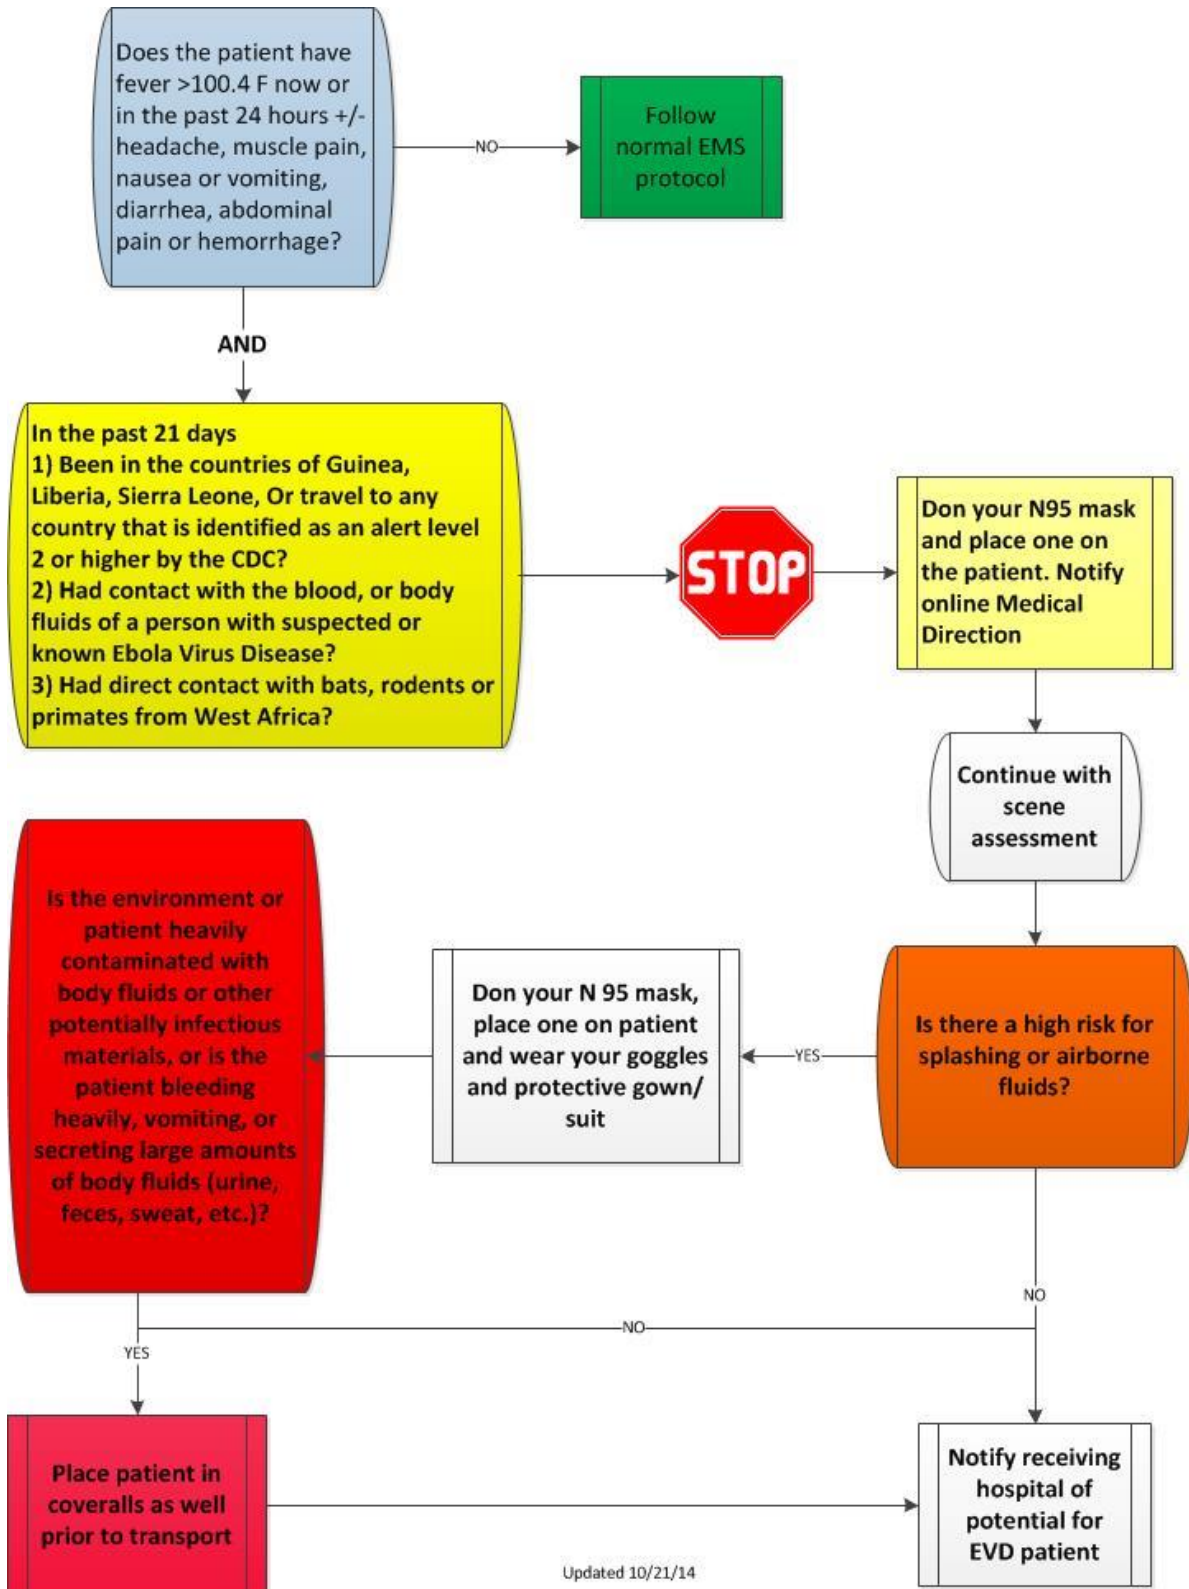 Does the patient have
fever >100.4 F now or
in the past 24 hours +/-
headache, muscle pain,
nausea or vomiting,
diarrhea, abdominal
pain or hemorrhage?
NO
Follow
normal EMS
protocol
AND
In the past 21 days
1) Been in the countries of Guinea,
Liberia, Sierra Leone, Or travel to any
country that is identified as an alert level
2 or higher by the CDC?
2) Had contact with the blood, or body
fluids of a person with suspected or
known Ebola Virus Disease?
3) Had direct contact with bats, rodents or
primates from West Africa?
STOP
Don your N95 mask
and place one on
the patient. Notify
online Medical
Direction
Continue with
scene
assessment
Is there a high risk for
splashing or airborne
fluids?
YES
Don your N 95 mask,
place one on patient
and wear your goggles
and protective gown/
suit
Is the environment or
patient heavily
contaminated with
body fluids or other
potentially infectious
materials, or is the
patient bleeding
heavily, vomiting, or
secreting large amounts
of body fluids (urine,
feces, sweat, etc.)?
NO
NO
YES
Place patient in
coveralls as well
prior to transport
Notify receiving
hospital of
potential for
EVD patient
Updated 10/21/14